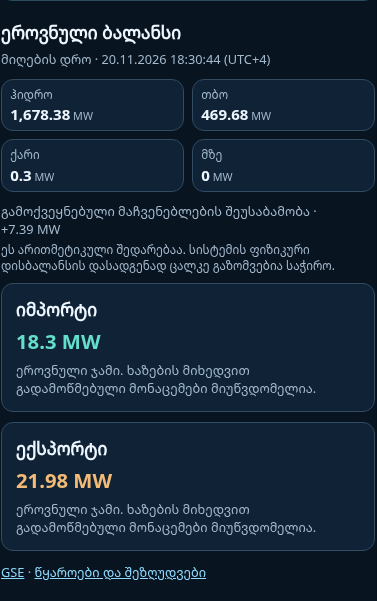 ეროვნული ბალანსი
მიღების დრო · 20.11.2026 18:30:44 (UTC+4)
ჰიდრო
1,678.38 MW
თბო
469.68 MW
ქარი
0.3 MW
მზე
0 MW
გამოქვეყნებული მაჩვენებლების შეუსაბამობა ·
+7.39 MW
ეს არითმეტიკული შედარებაა. სისტემის ფიზიკური
დისბალანსის დასადგენად ცალკე გაზომვებია საჭირო.
იმპორტი
18.3 MW
ეროვნული ჯამი. ხაზების მიხედვით
გადამოწმებული მონაცემები მიუწვდომელია.
ექსპორტი
21.98 MW
ეროვნული ჯამი. ხაზების მიხედვით
გადამოწმებული მონაცემები მიუწვდომელია.
GSE · წყაროები და შეზღუდვები